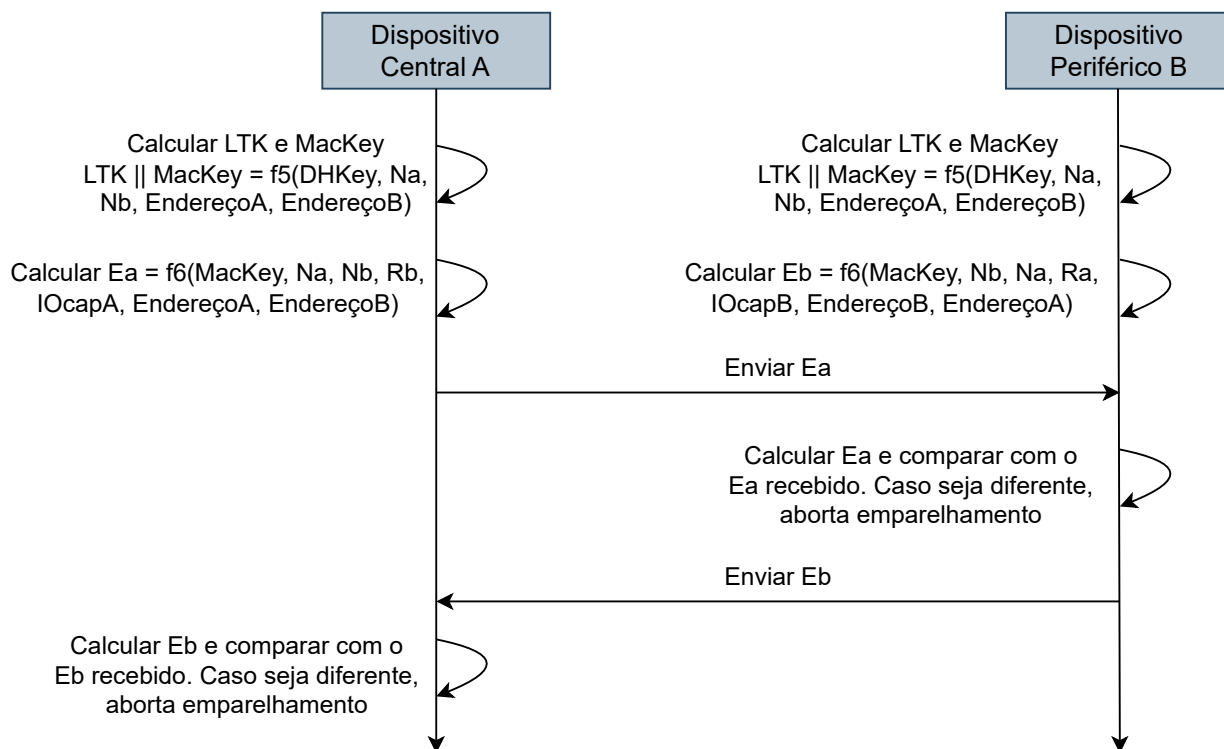 Dispositivo
Central A
Dispositivo
Periférico B
Calcular LTK e MacKey
LTK || MacKey = f5(DHKey, Na,
Nb, EndereçoA, EndereçoB)
Calcular LTK e MacKey
LTK || MacKey = f5(DHKey, Na,
Nb, EndereçoA, EndereçoB)
Calcular Ea = f6(MacKey, Na, Nb, Rb,
IOcapA, EndereçoA, EndereçoB)
Calcular Eb = f6(MacKey, Nb, Na, Ra,
IOcapB, EndereçoB, EndereçoA)
Enviar Ea
Calcular Ea e comparar com o
Ea recebido. Caso seja diferente,
aborta emparelhamento
Enviar Eb
Calcular Eb e comparar com o
Eb recebido. Caso seja diferente,
aborta emparelhamento